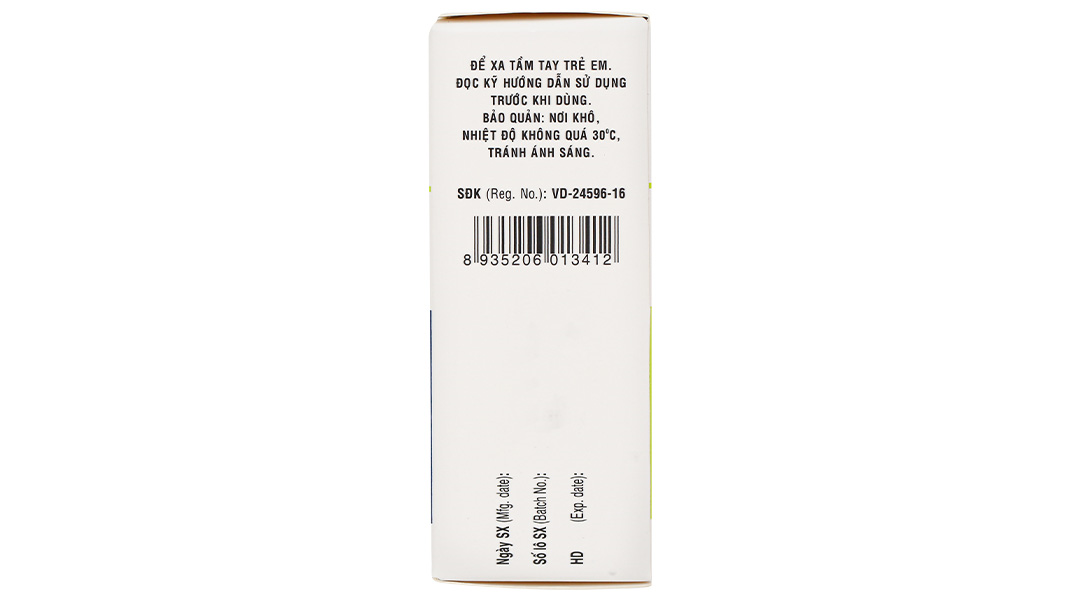 ĐỂ XA TẦM TAY TRẺ EM.
ĐỌC KỸ HƯỚNG DẪN SỬ DỤNG
TRƯỚC KHI DÙNG.
BẢO QUẢN: NƠI KHÔ,
NHIỆT ĐỘ KHÔNG QUÁ 30°C,
TRÁNH ÁNH SÁNG.
SĐK (Reg. No.): VD-24596-16
8 935206 013412
Ngày SX (Mfg. date):
Số lô SX (Batch No.):
HD (Exp. date):